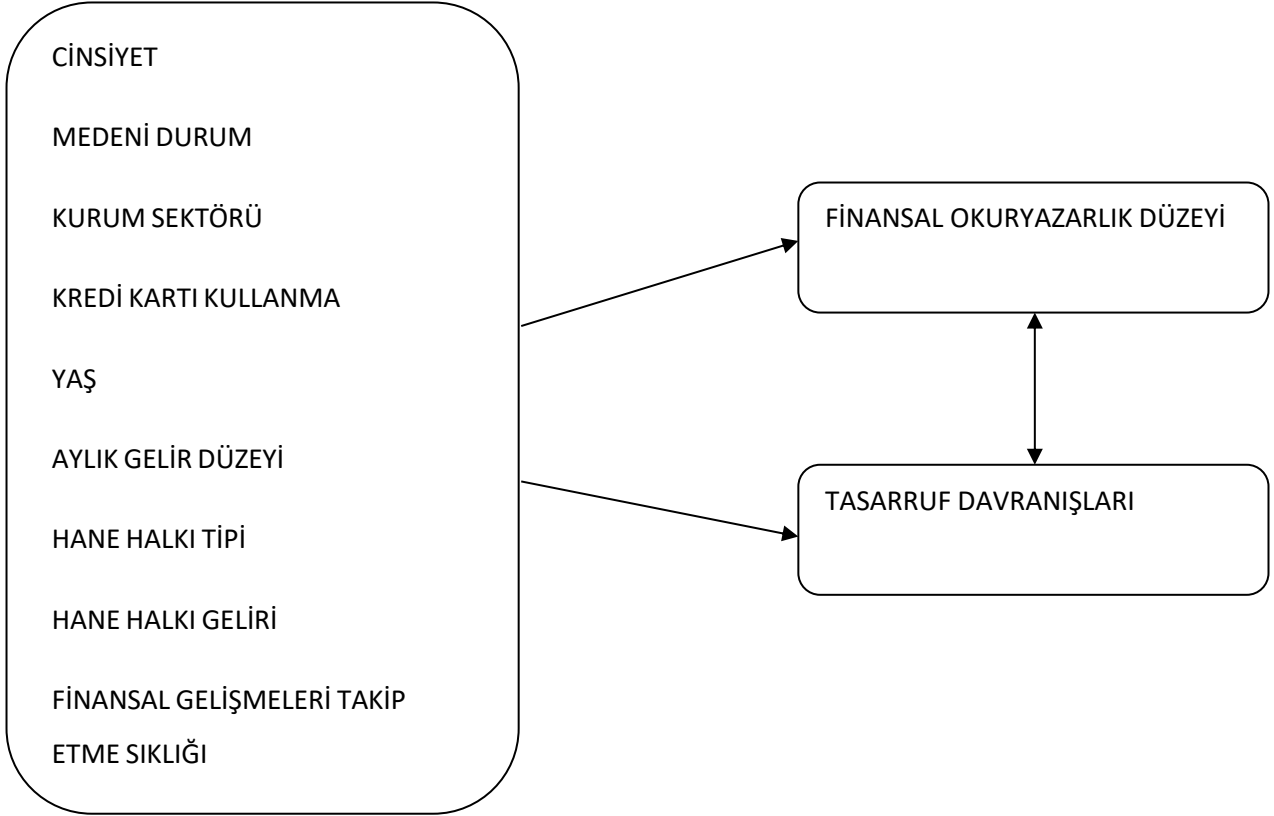 CİNSİYET
MEDENİ DURUM
KURUM SEKTÖRÜ
KREDİ KARTI KULLANMA
YAŞ
AYLIK GELİR DÜZEYİ
HANE HALKI TİPİ
HANE HALKI GELİRİ
FİNANSAL GELİŞMELERİ TAKİP
ETME SIKLIĞI
FİNANSAL OKURYAZARLIK DÜZEYİ
TASARRUF DAVRANIŞLARI